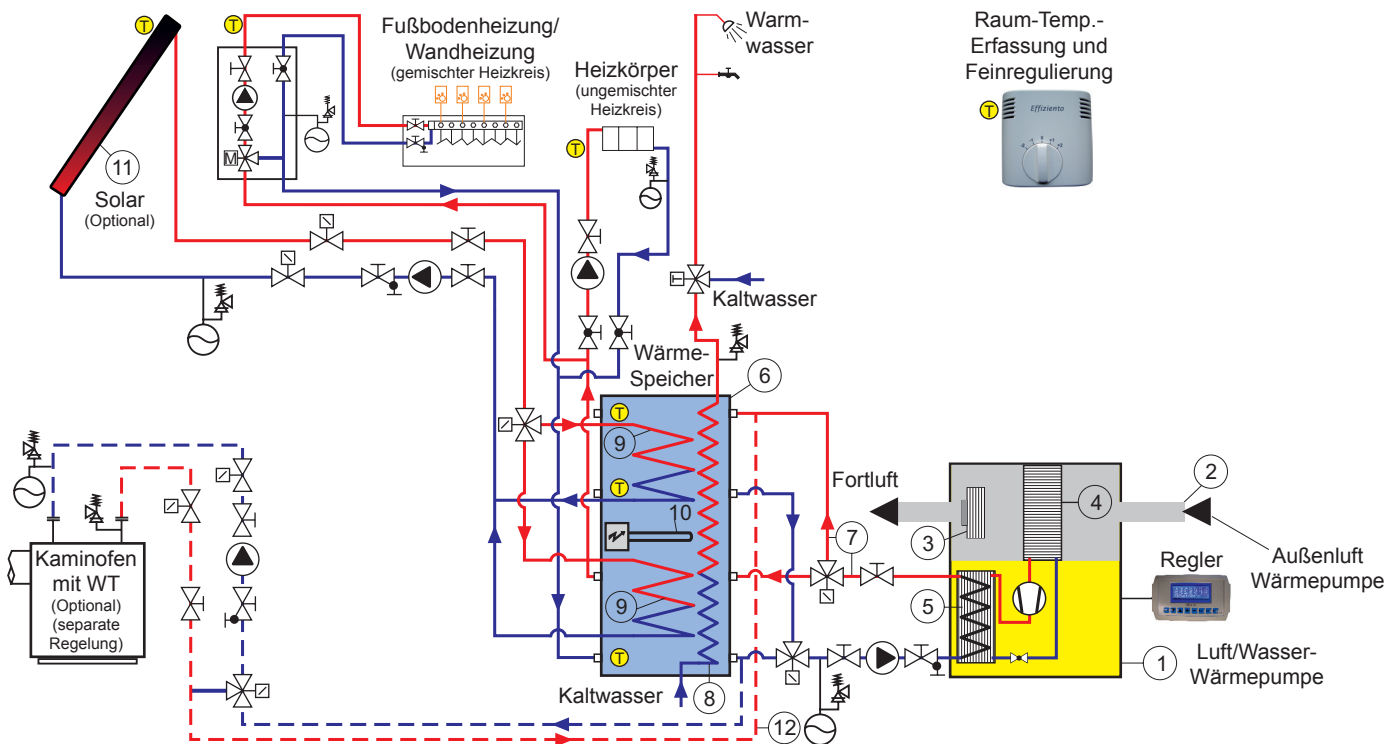 T
T
Fußbodenheizung/
Wandheizung
(gemischter Heizkreis)
M
11
Solar
(Optional)
Heizkörper
(ungemischter
Heizkreis)
T
Warm-
wasser
Raum-Temp.-
Erfassung und
Feinregulierung
T
Effiziento
T
Kaltwasser
Wärme-
Speicher
6
T
9
T
10
9
T
Kaltwasser
8
7
12
Fortluft
3
4
2
Außenluft
Wärmepumpe
Regler
5
1
Luft/Wasser-
Wärmepumpe
Kaminofen
mit WT
(Optional)
(separate
Regelung)